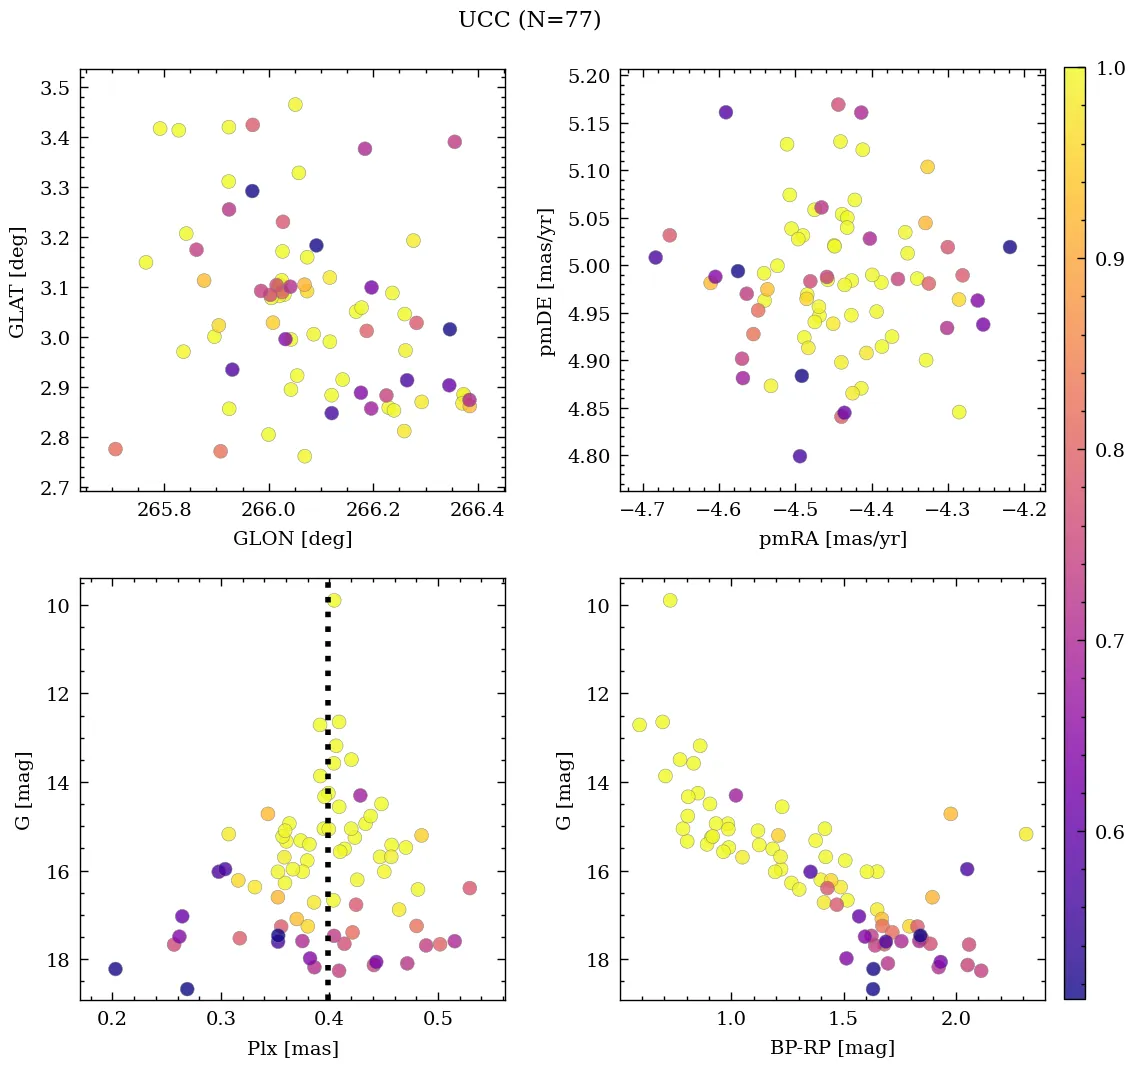 UCC (N=77)
3.5
3.4
3.3
3.2
3.1
3.0
2.9
2.8
2.7
GLAT [deg]
265.8 266.0 266.2 266.4
GLON [deg]
5.20
5.15
5.10
5.05
5.00
4.95
4.90
4.85
4.80
pmDE [mas/yr]
−4.7 −4.6 −4.5 −4.4 −4.3 −4.2
pmRA [mas/yr]
1.0
0.9
0.8
0.7
0.6
10
12
14
16
18
G [mag]
0.2 0.3 0.4 0.5
Plx [mas]
10
12
14
16
18
G [mag]
1.0 1.5 2.0
BP-RP [mag]